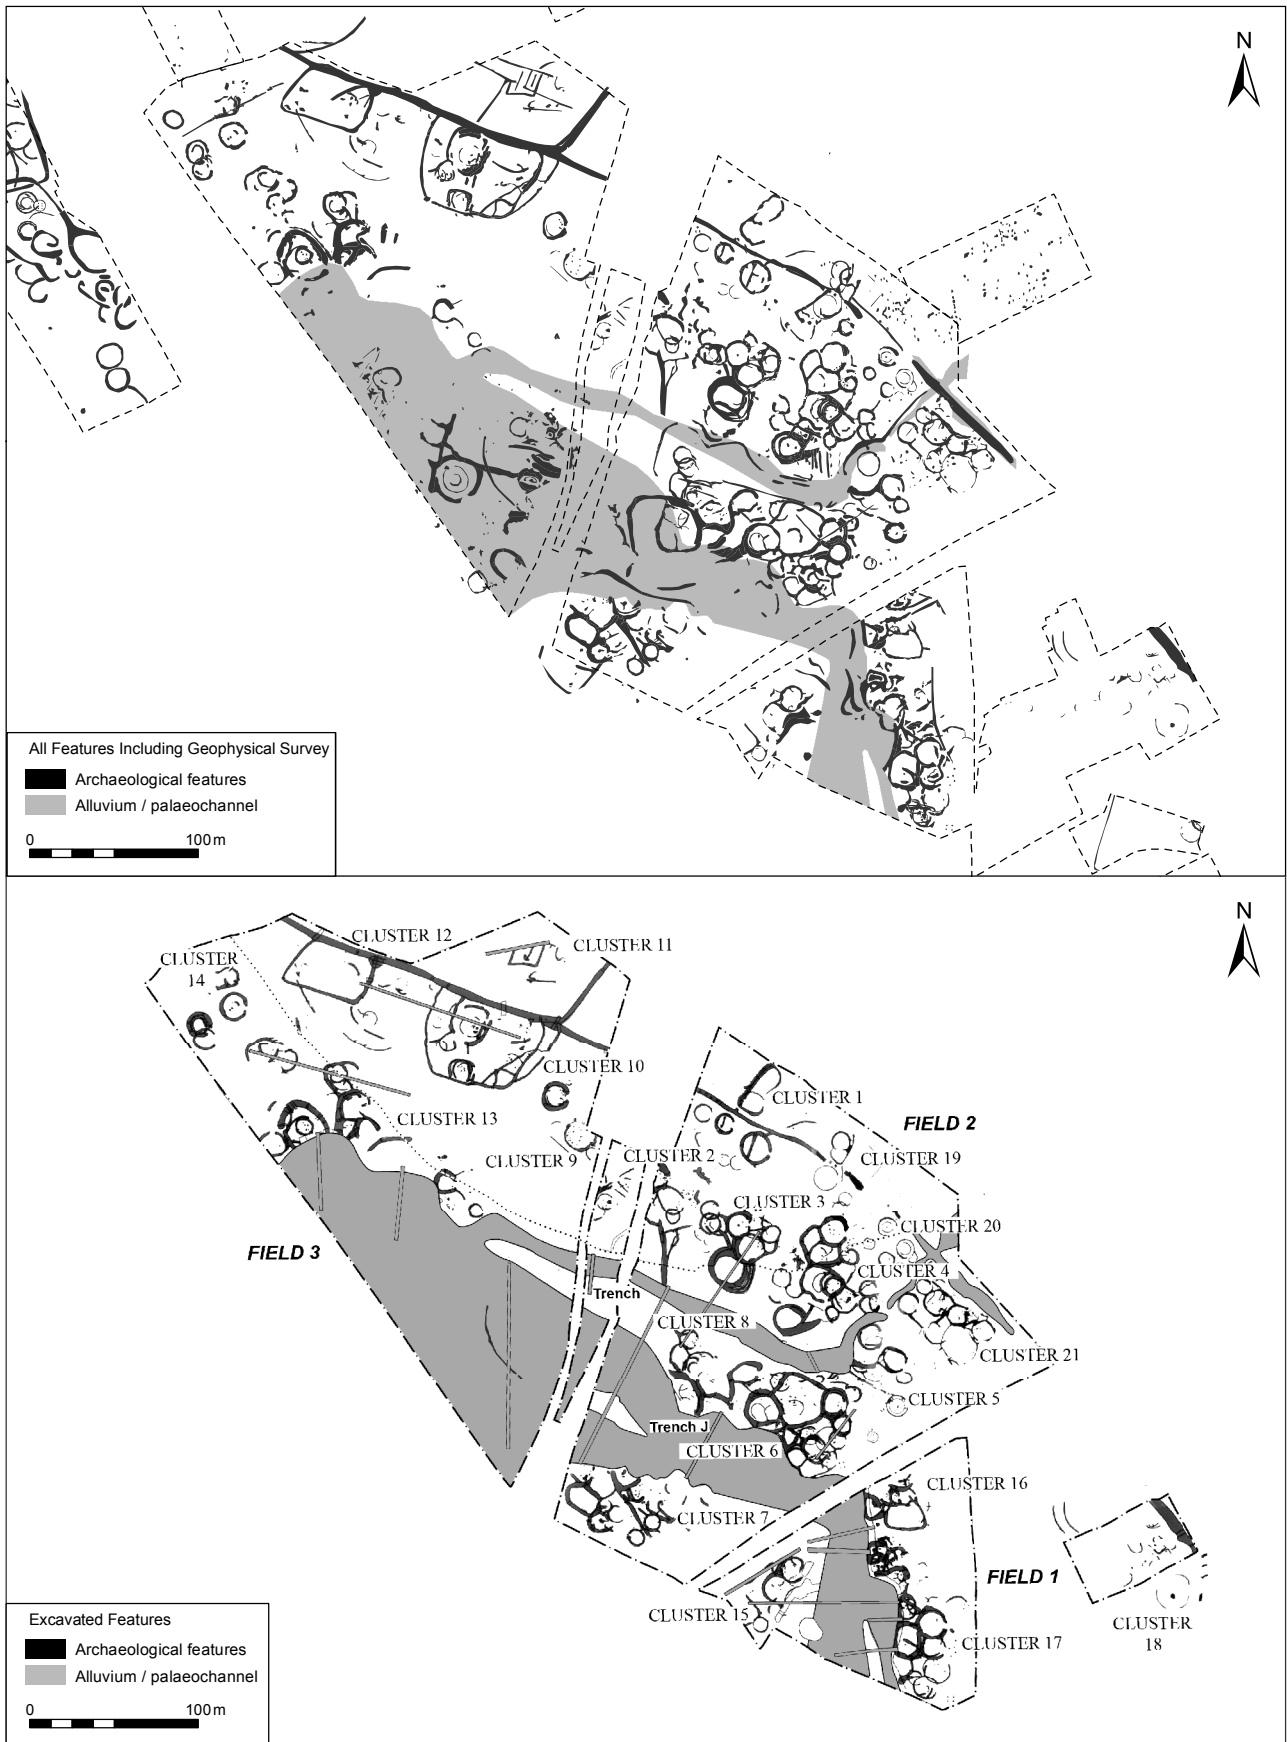 N
All Features Including Geophysical Survey
Archaeological features
Alluvium / palaeochannel
0 100m
N
CLUSTER 12
CLUSTER 11
CLUSTER
14
CLUSTER 10
CLUSTER 1
CLUSTER 13
FIELD 2
CLUSTER 9
CLUSTER 2
CLUSTER 19
CLUSTER 3
CLUSTER 20
FIELD 3
CLUSTER 4
Trench
CLUSTER 8
CLUSTER 21
CLUSTER 5
Trench J
CLUSTER 6
CLUSTER 16
CLUSTER 7
FIELD 1
CLUSTER 15
CLUSTER
18
CLUSTER 17
Excavated Features
Archaeological features
Alluvium / palaeochannel
0 100m